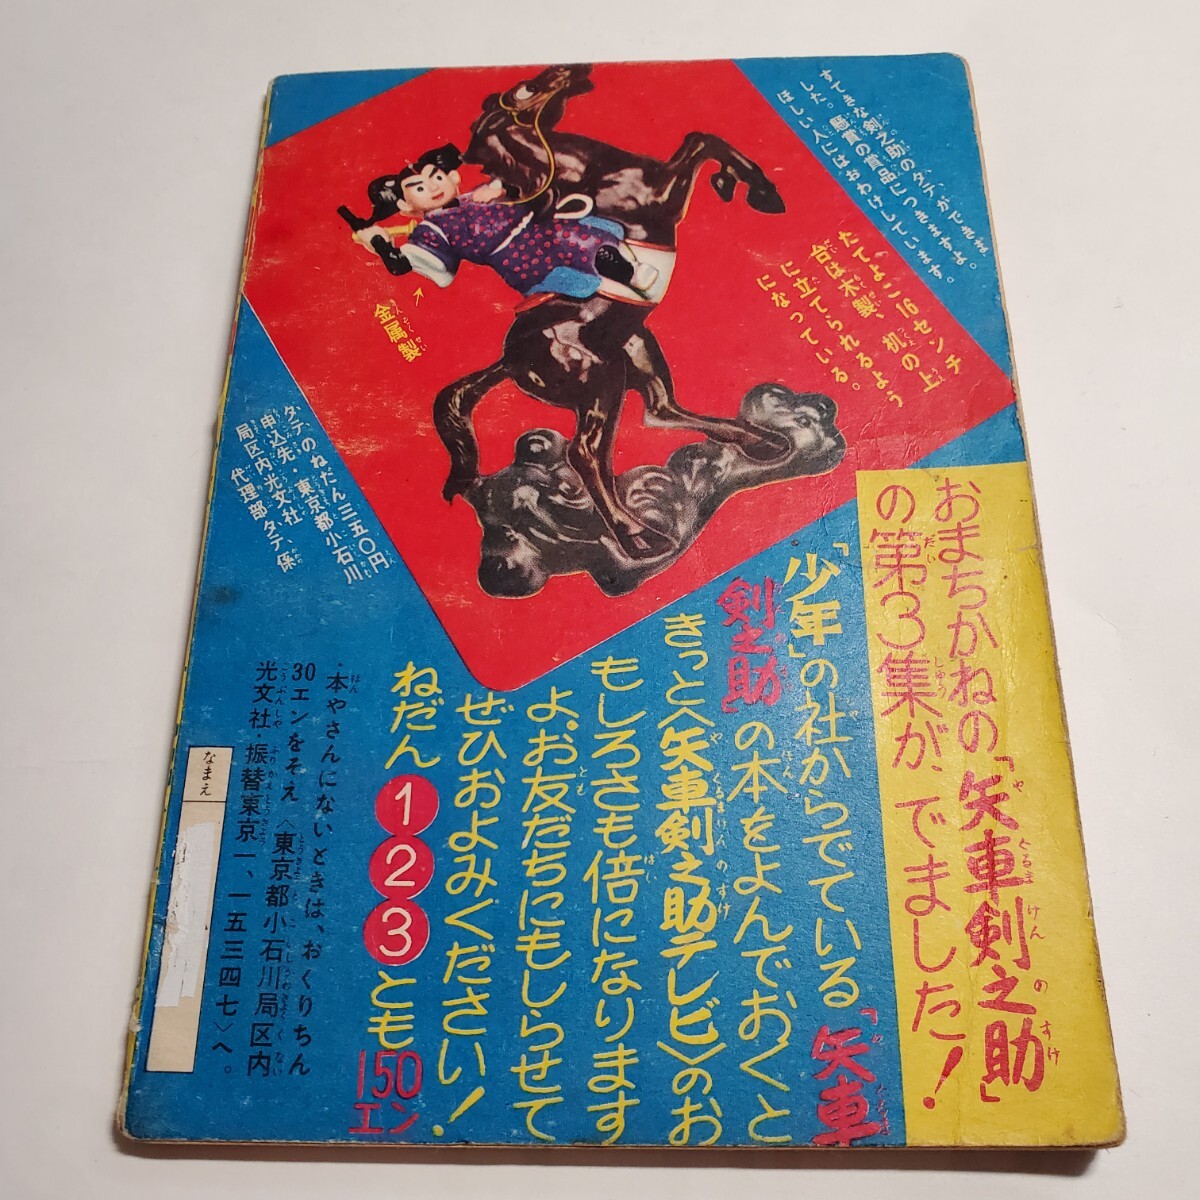 すてきな剣之助のタテができま
した。懸賞の賞品につきますよ。
ほしい人にはおわけしています。
たてよこ16センチ
台は木製、机の上
に立てられるよう
になっている。
金属製
タテのねだん三五〇円
申込先・東京都小石川
局区内光文社、
代理部タテ係
おまちかねの「矢車剣之助」
の第3集が、でました!
「少年」の社からでている「矢車
剣之助」の本をよんでおくと
きっと〈矢車剣之助テレビ〉のお
もしろさも倍になります
よ。お友だちにもしらせて
ぜひおよみください!
ねだん123とも150エン
・本やさんにないときは、おくりちん
30エンをそえ〈東京都小石川局区内
光文社・振替東京一、一五三四七〉へ。
なまえ